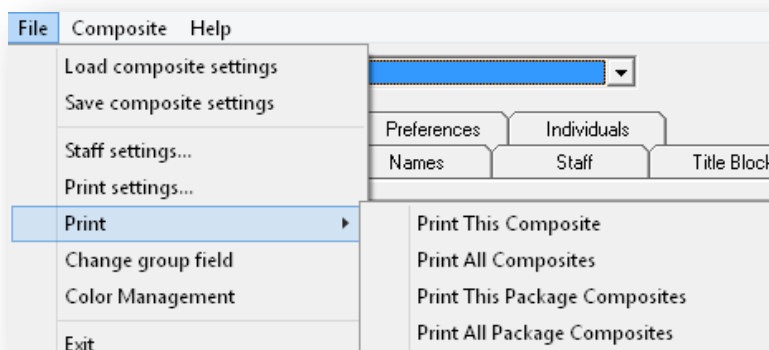 File Composite Help
Load composite settings
Save composite settings
Preferences Individuals
Staff settings...
Names Staff Title Block
Print settings...
Print
Print This Composite
Change group field
Print All Composites
Color Management
Print This Package Composites
Exit
Print All Package Composites